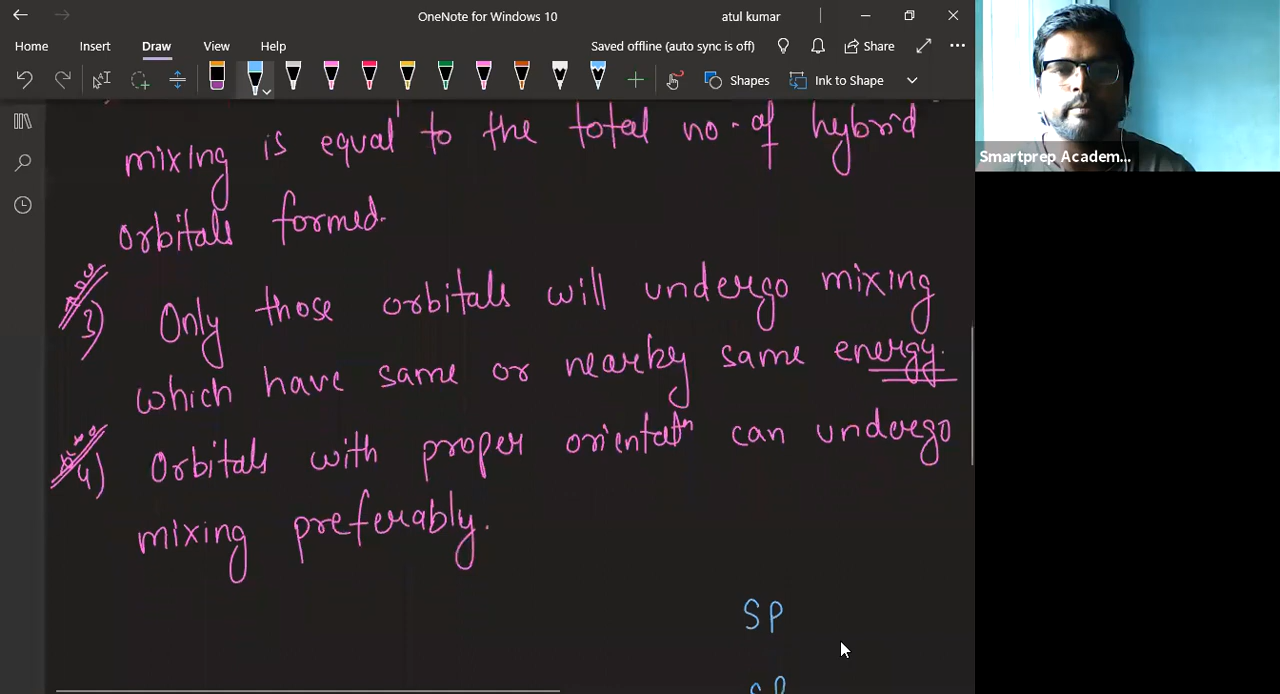 OneNote for Windows 10
atul kumar
Home Insert Draw View Help
Saved offline (auto sync is off)
Share
Shapes
Ink to Shape
mixing is equal to the total no. of hybrid
orbitals formed.
3) Only those orbitals will undergo mixing
which have same or nearby same energy.
4) Orbitals with proper orientatn can undergo
mixing preferably.
SP
SP
Smartprep Academ...